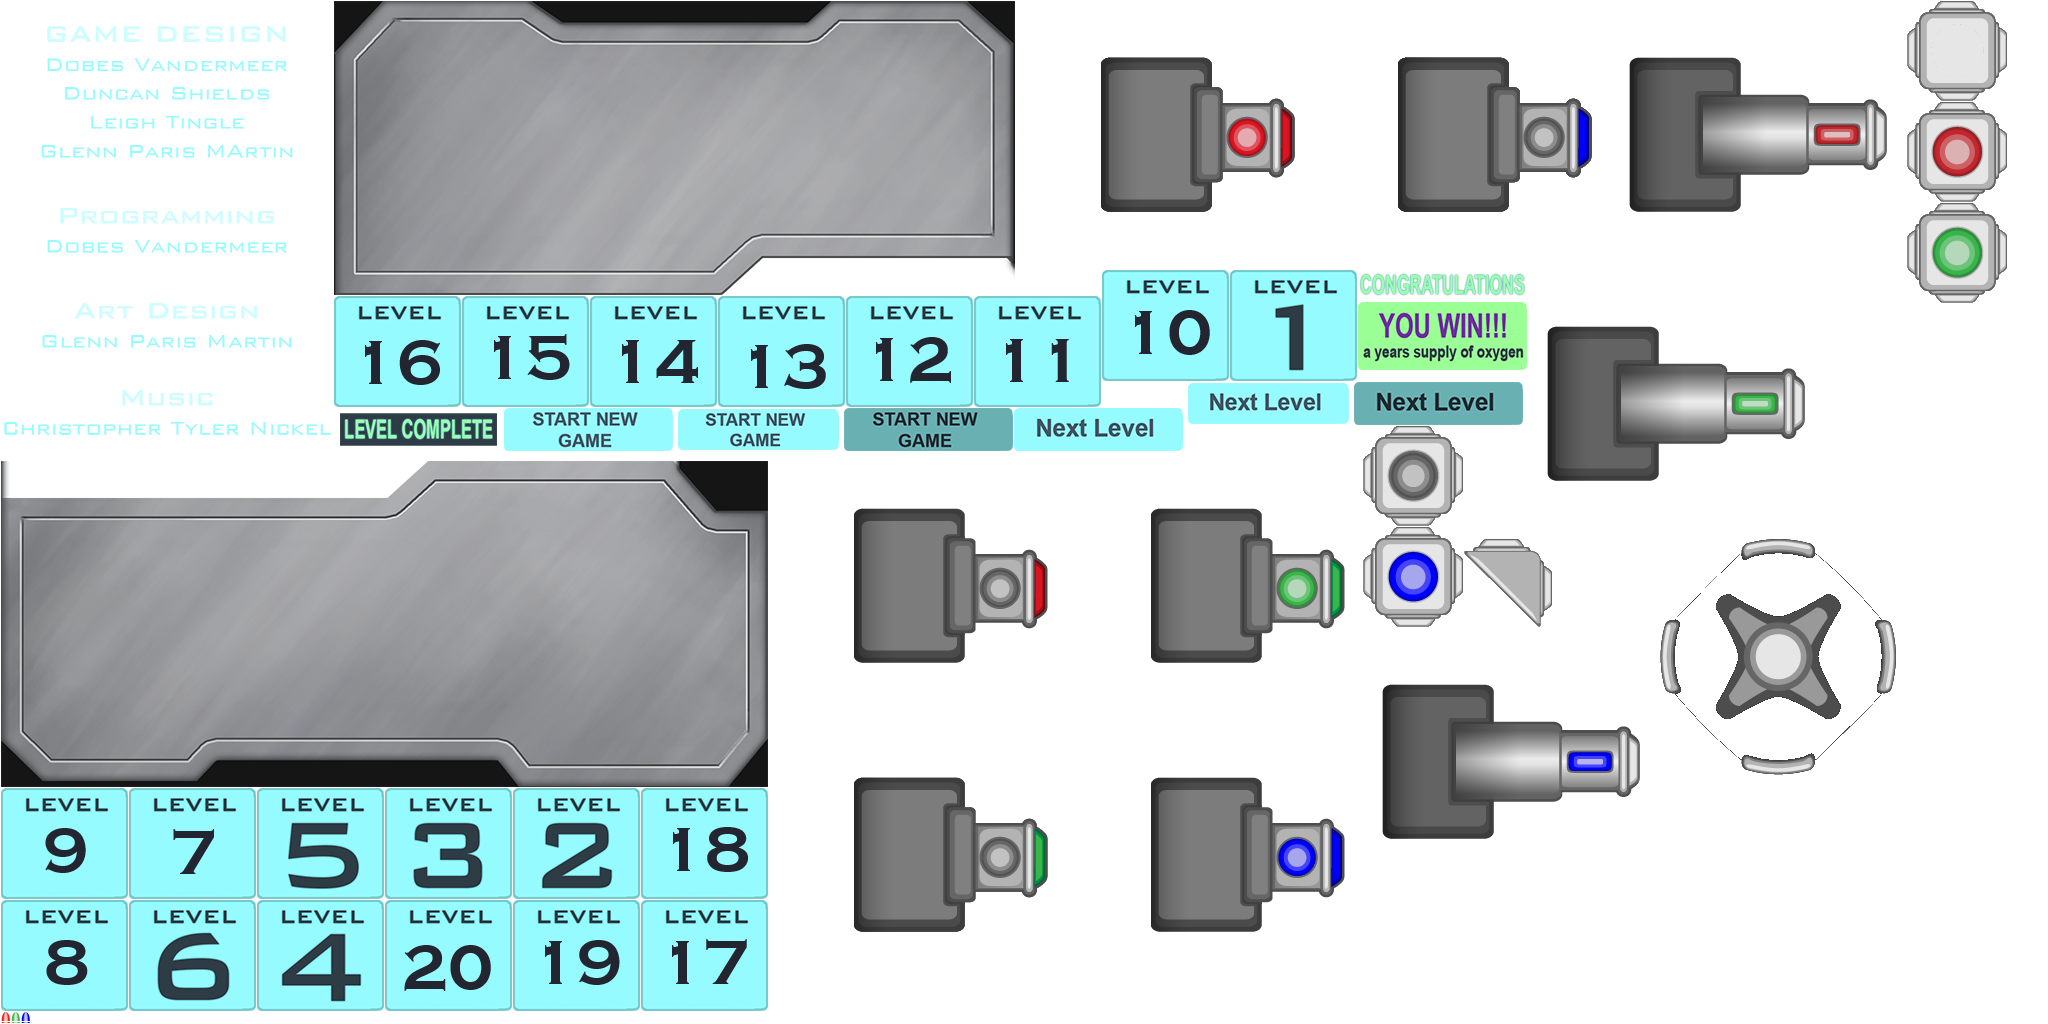 GAME DESIGN
DOBES VANDERMEER
DUNCAN SHIELDS
LEIGH TINGLE
GLENN PARIS MARTIN
PROGRAMMING
DOBES VANDERMEER
ART DESIGN
GLENN PARIS MARTIN
MUSIC
CHRISTOPHER TYLER NICKEL
LEVEL
16
LEVEL
15
LEVEL
14
LEVEL
13
LEVEL
12
LEVEL
11
LEVEL
10
LEVEL
1
CONGRATULATIONS
YOU WIN!!!
a years supply of oxygen
LEVEL COMPLETE
START NEW
GAME
START NEW
GAME
START NEW
GAME
Next Level
Next Level
Next Level
LEVEL
9
LEVEL
7
LEVEL
5
LEVEL
3
LEVEL
2
LEVEL
18
LEVEL
8
LEVEL
6
LEVEL
4
LEVEL
20
LEVEL
19
LEVEL
17